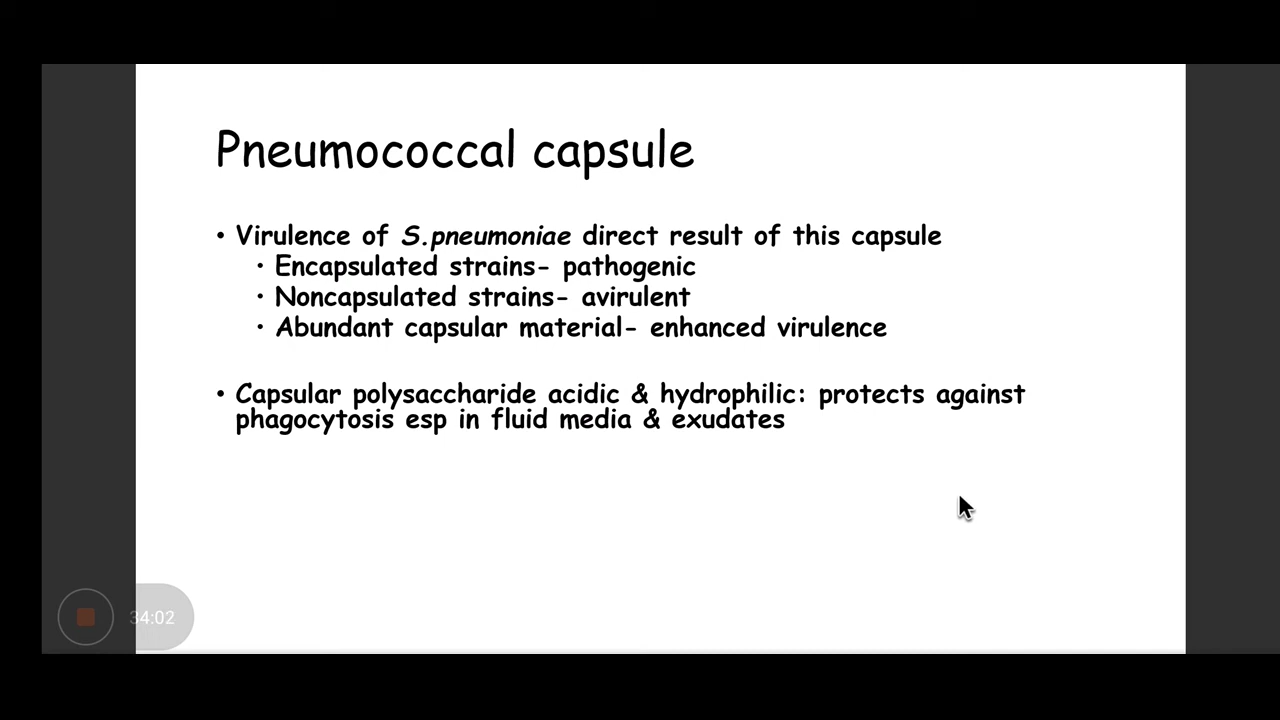 Pneumococcal capsule
• Virulence of S.pneumoniae direct result of this capsule
• Encapsulated strains- pathogenic
• Noncapsulated strains- avirulent
• Abundant capsular material- enhanced virulence
• Capsular polysaccharide acidic & hydrophilic: protects against
phagocytosis esp in fluid media & exudates
34:02